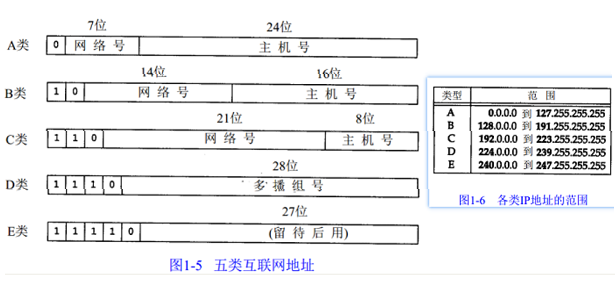 7位 24位
A类 0 网络号 主机号
14位 16位
B类 1 0 网络号 主机号
21位 8位
C类 1 1 0 网络号 主机号
28位
D类 1 1 1 0 多播组号
27位
E类 1 1 1 1 0 (留待后用)
图1-5 五类互联网地址
类型 范围
A 0.0.0.0 到 127.255.255.255
B 128.0.0.0 到 191.255.255.255
C 192.0.0.0 到 223.255.255.255
D 224.0.0.0 到 239.255.255.255
E 240.0.0.0 到 247.255.255.255
图1-6 各类IP地址的范围